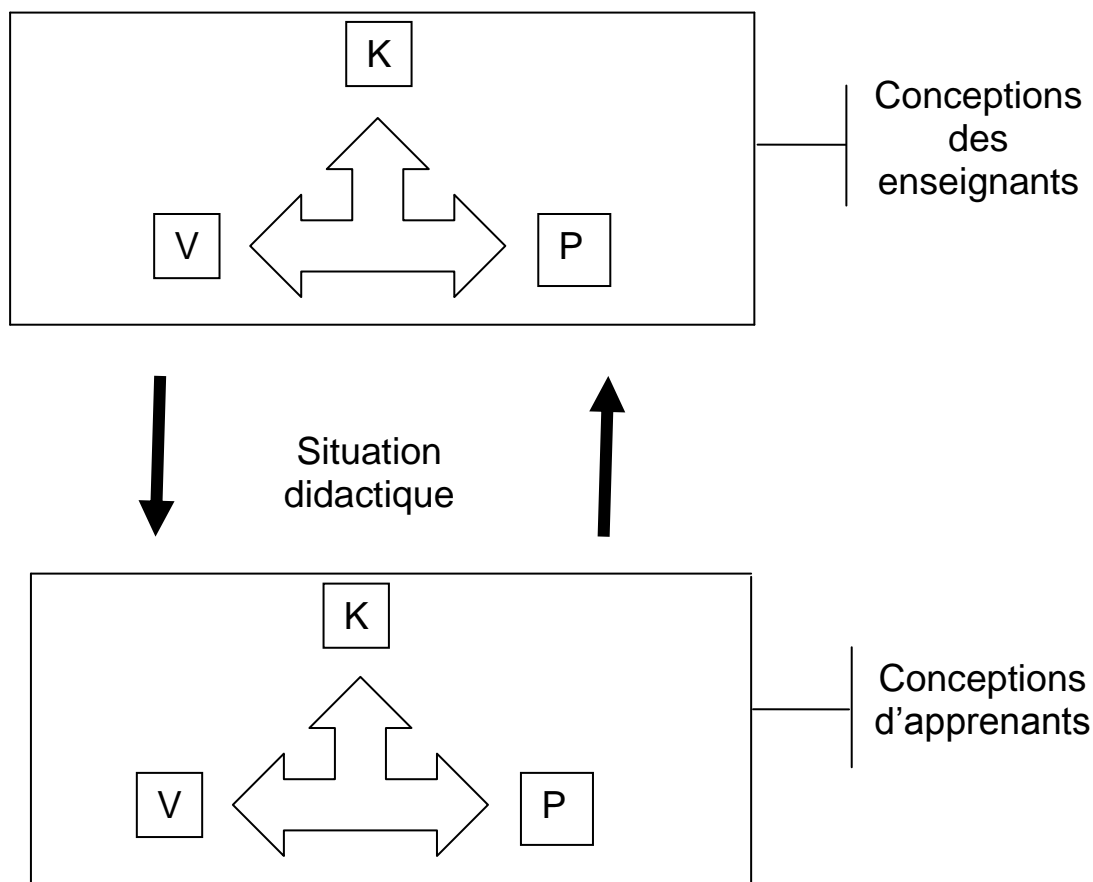 K
Conceptions
des
enseignants
V
P
Situation
didactique
K
Conceptions
d’apprenants
V
P